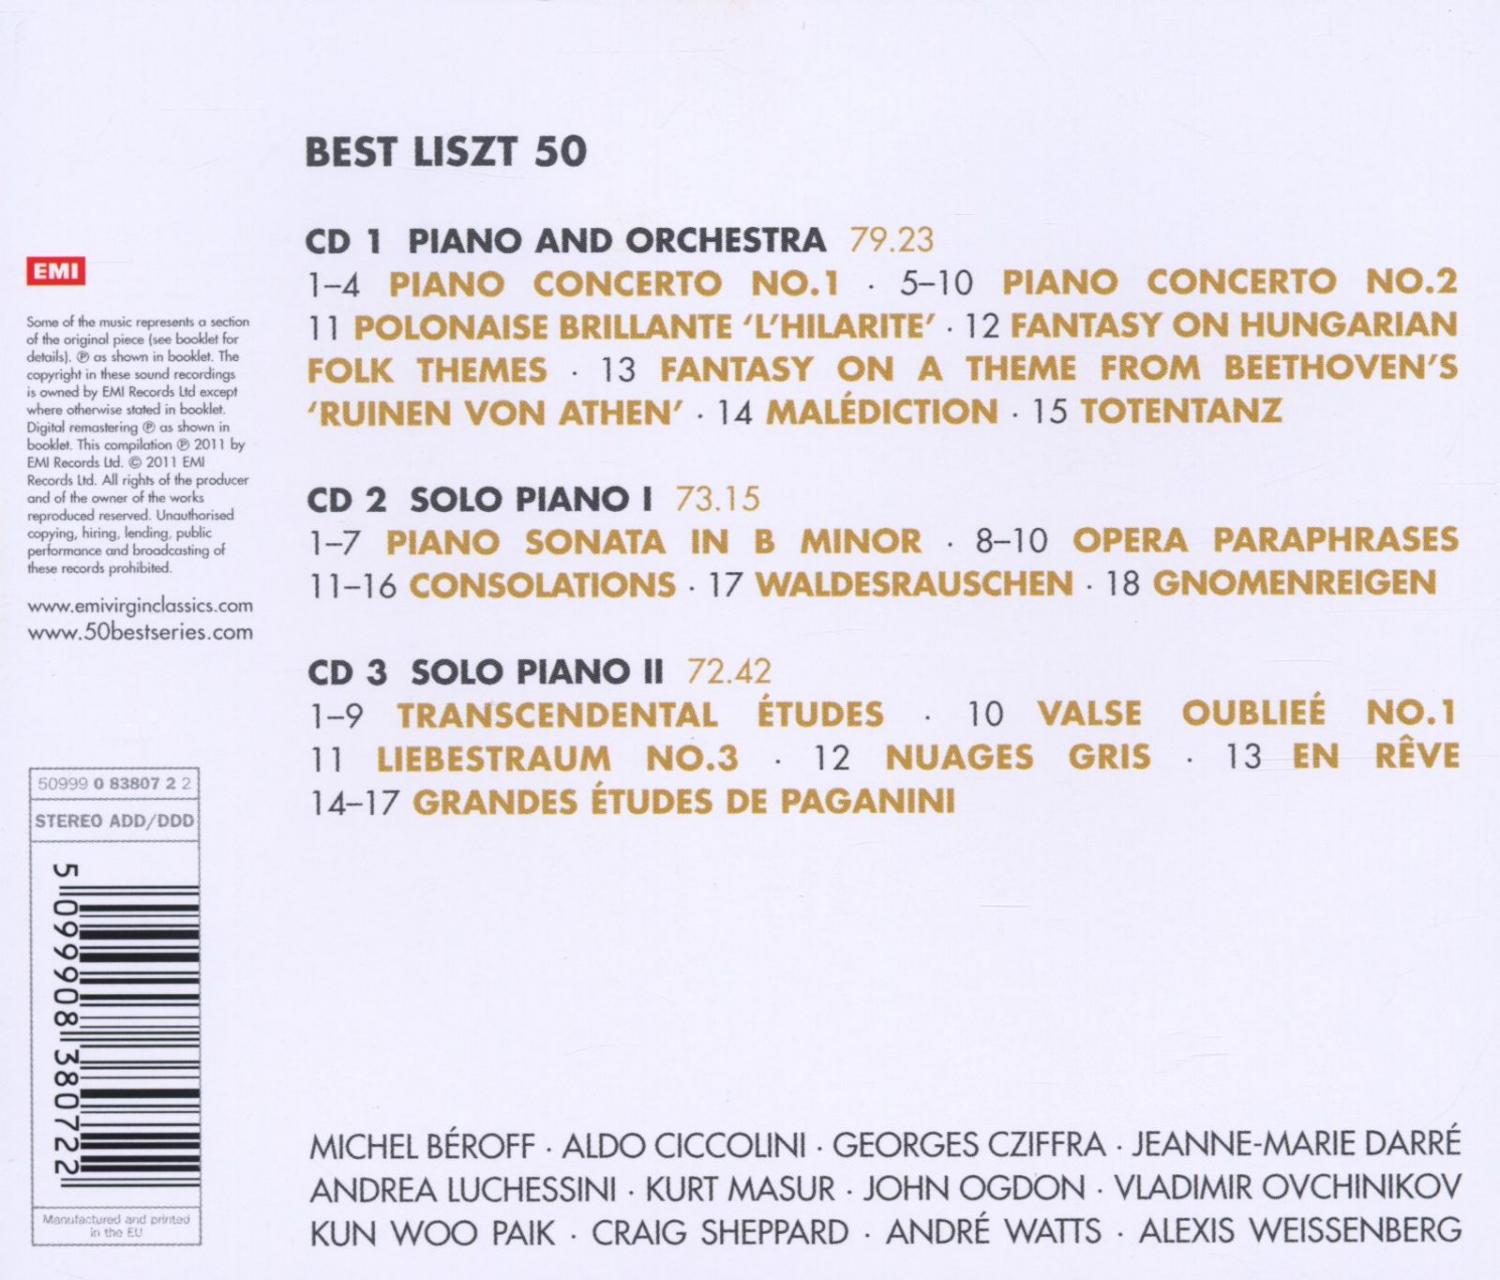 BEST LISZT 50
CD 1 PIANO AND ORCHESTRA 79.23
1–4 PIANO CONCERTO NO.1 · 5–10 PIANO CONCERTO NO.2
11 POLONAISE BRILLANTE ‘L’HILARITE’ · 12 FANTASY ON HUNGARIAN
FOLK THEMES · 13 FANTASY ON A THEME FROM BEETHOVEN’S
‘RUINEN VON ATHEN’ · 14 MALÉDICTION · 15 TOTENTANZ
CD 2 SOLO PIANO I 73.15
1–7 PIANO SONATA IN B MINOR · 8–10 OPERA PARAPHRASES
11–16 CONSOLATIONS · 17 WALDESRAUSCHEN · 18 GNOMENREIGEN
CD 3 SOLO PIANO II 72.42
1–9 TRANSCENDENTAL ÉTUDES · 10 VALSE OUBLIEÉ NO.1
11 LIEBESTRAUM NO.3 · 12 NUAGES GRIS · 13 EN RÊVE
14–17 GRANDES ÉTUDES DE PAGANINI
EMI
Some of the music represents a section
of the original piece (see booklet for
details). ℗ as shown in booklet. The
copyright in these sound recordings
is owned by EMI Records Ltd except
where otherwise stated in booklet.
Digital remastering ℗ as shown in
booklet. This compilation ℗ 2011 by
EMI Records Ltd. © 2011 EMI
Records Ltd. All rights of the producer
and of the owner of the works
reproduced reserved. Unauthorised
copying, hiring, lending, public
performance and broadcasting of
these records prohibited.
www.emivirginclassics.com
www.50bestseries.com
50999 0 83807 2 2
STEREO ADD/DDD
5 099908 380722
Manufactured and printed
in the EU
MICHEL BÉROFF · ALDO CICCOLINI · GEORGES CZIFFRA · JEANNE-MARIE DARRÉ
ANDREA LUCHESSINI · KURT MASUR · JOHN OGDON · VLADIMIR OVCHINIKOV
KUN WOO PAIK · CRAIG SHEPPARD · ANDRÉ WATTS · ALEXIS WEISSENBERG